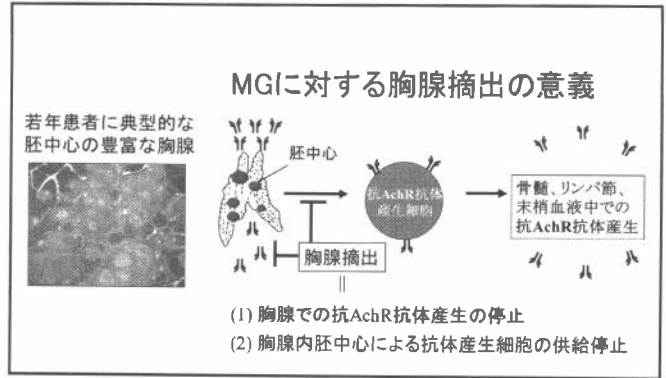 MGに対する胸腺摘出の意義
若年患者に典型的な
胚中心の豊富な胸腺
胚中心
抗AchR抗体
産生細胞
骨髄、リンパ節、
末梢血液中での
抗AchR抗体産生
胸腺摘出
(1) 胸腺での抗AchR抗体産生の停止
(2) 胸腺内胚中心による抗体産生細胞の供給停止